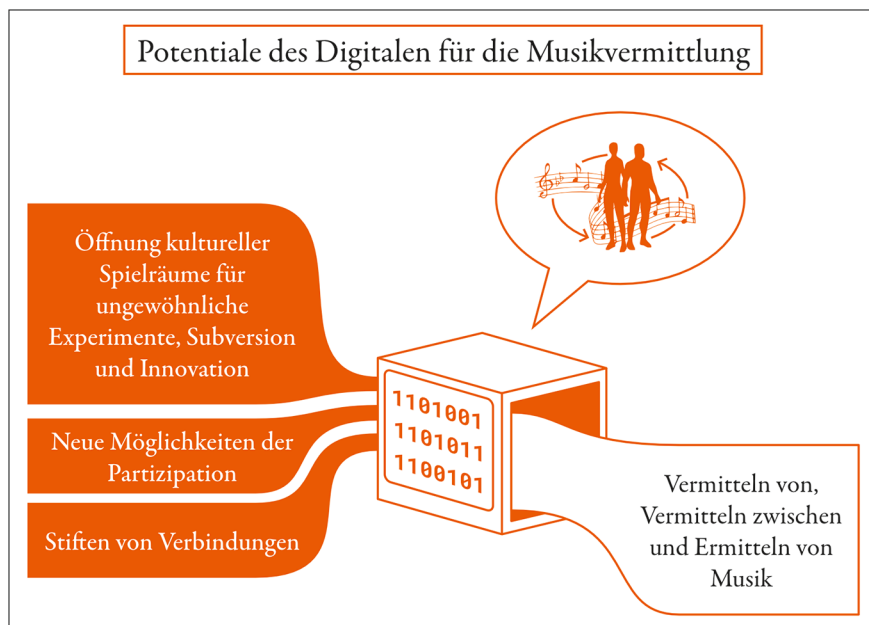 Potentiale des Digitalen für die Musikvermittlung
Öffnung kultureller
Spielräume für
ungewöhnliche
Experimente, Subversion
und Innovation
Neue Möglichkeiten der
Partizipation
Stiften von Verbindungen
1101001
1101011
1100101
Vermitteln von,
Vermitteln zwischen
und Ermitteln von
Musik